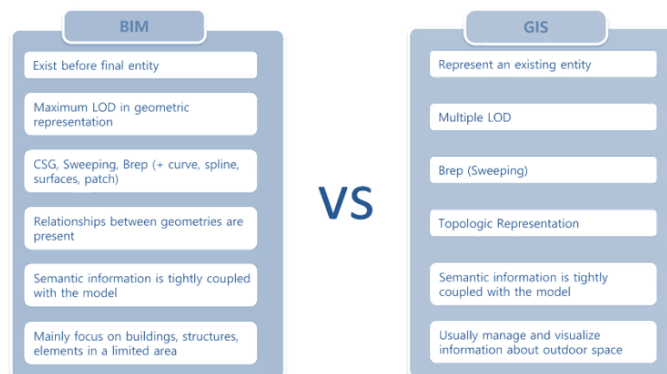 BIM
Exist before final entity
Maximum LOD in geometric
representation
CSG, Sweeping, Brep (+ curve, spline,
surfaces, patch)
Relationships between geometries are
present
Semantic information is tightly coupled
with the model
Mainly focus on buildings, structures,
elements in a limited area
VS
GIS
Represent an existing entity
Multiple LOD
Brep (Sweeping)
Topologic Representation
Semantic information is tightly
coupled with the model
Usually manage and visualize
information about outdoor space